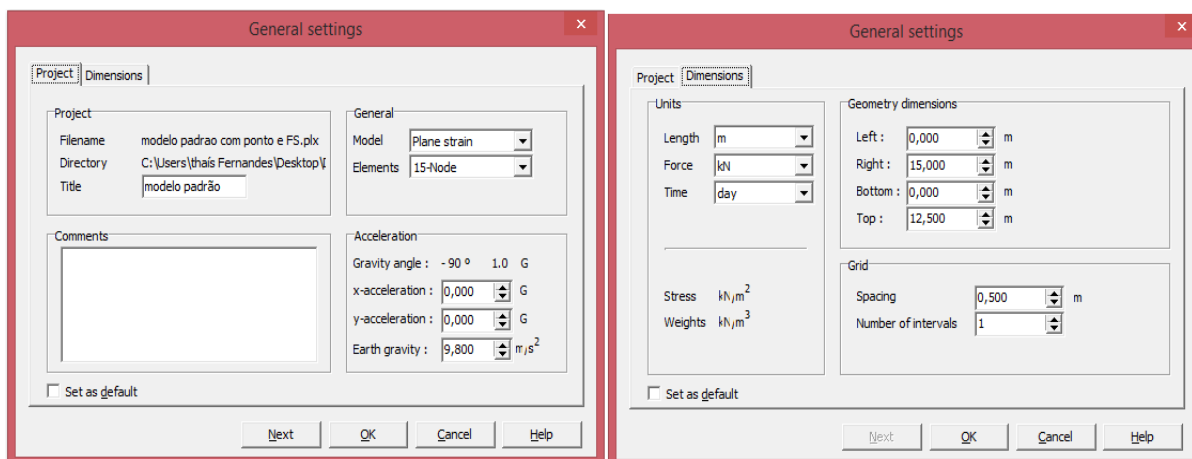 General settings
x
Project Dimensions
Project
Filename modelo padrao com ponto e FS.plx
Directory C:\Users\thaís Fernandes\Desktop\
Title modelo padrão
General
Model Plane strain
Elements 15-Node
Comments
Acceleration
Gravity angle : - 90 º 1.0 G
x-acceleration : 0,000 G
y-acceleration : 0,000 G
Earth gravity : 9,800 m/s²
Set as default
Next OK Cancel Help
General settings
x
Project Dimensions
Units
Length m
Force kN
Time day
Stress kN/m²
Weights kN/m³
Geometry dimensions
Left : 0,000 m
Right : 15,000 m
Bottom : 0,000 m
Top : 12,500 m
Grid
Spacing 0,500 m
Number of intervals 1
Set as default
Next OK Cancel Help